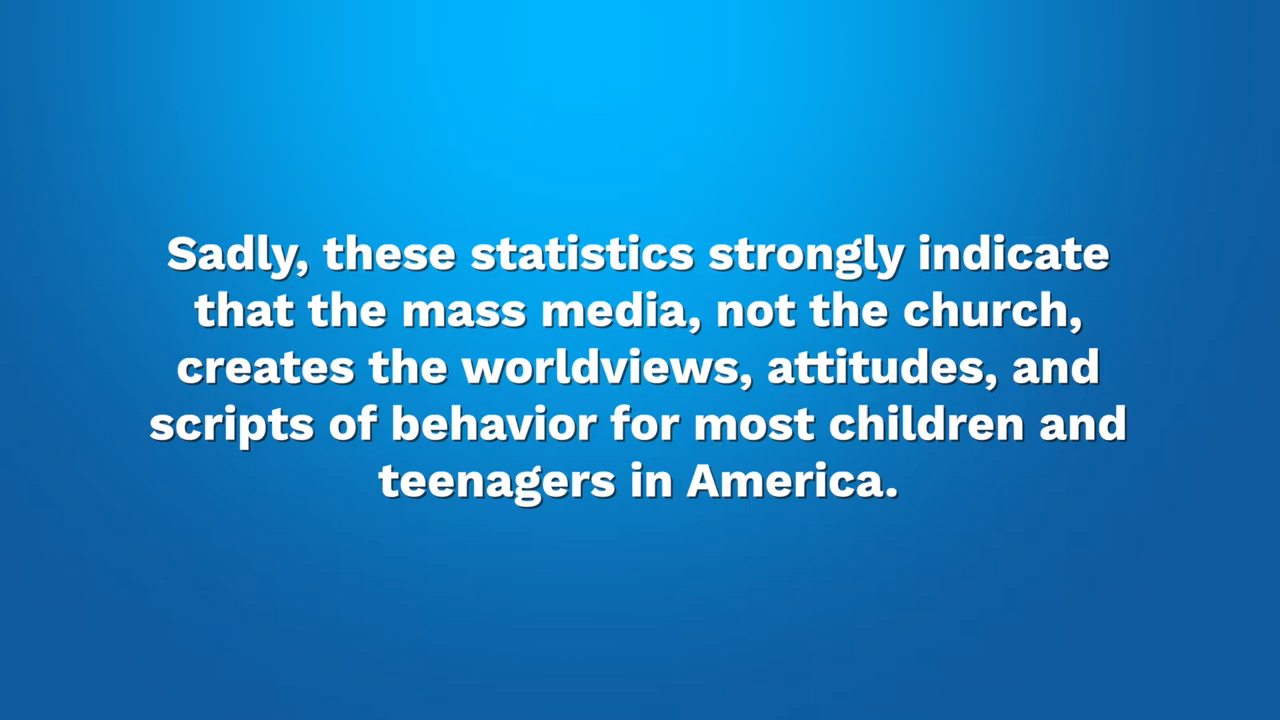 Sadly, these statistics strongly indicate
that the mass media, not the church,
creates the worldviews, attitudes, and
scripts of behavior for most children and
teenagers in America.